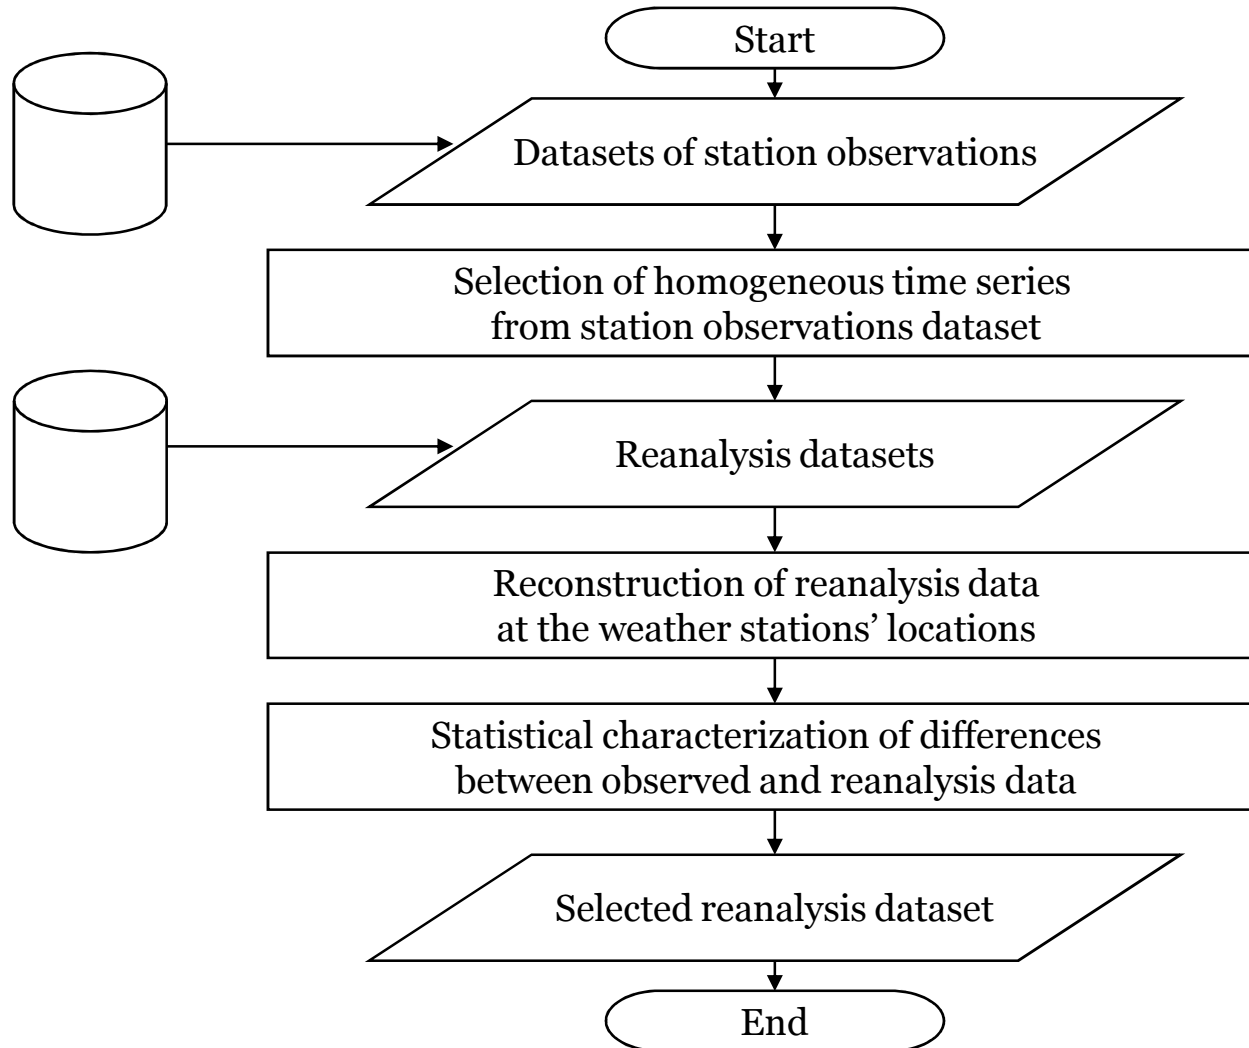 Start
Datasets of station observations
Selection of homogeneous time series
from station observations dataset
Reanalysis datasets
Reconstruction of reanalysis data
at the weather stations’ locations
Statistical characterization of differences
between observed and reanalysis data
Selected reanalysis dataset
End